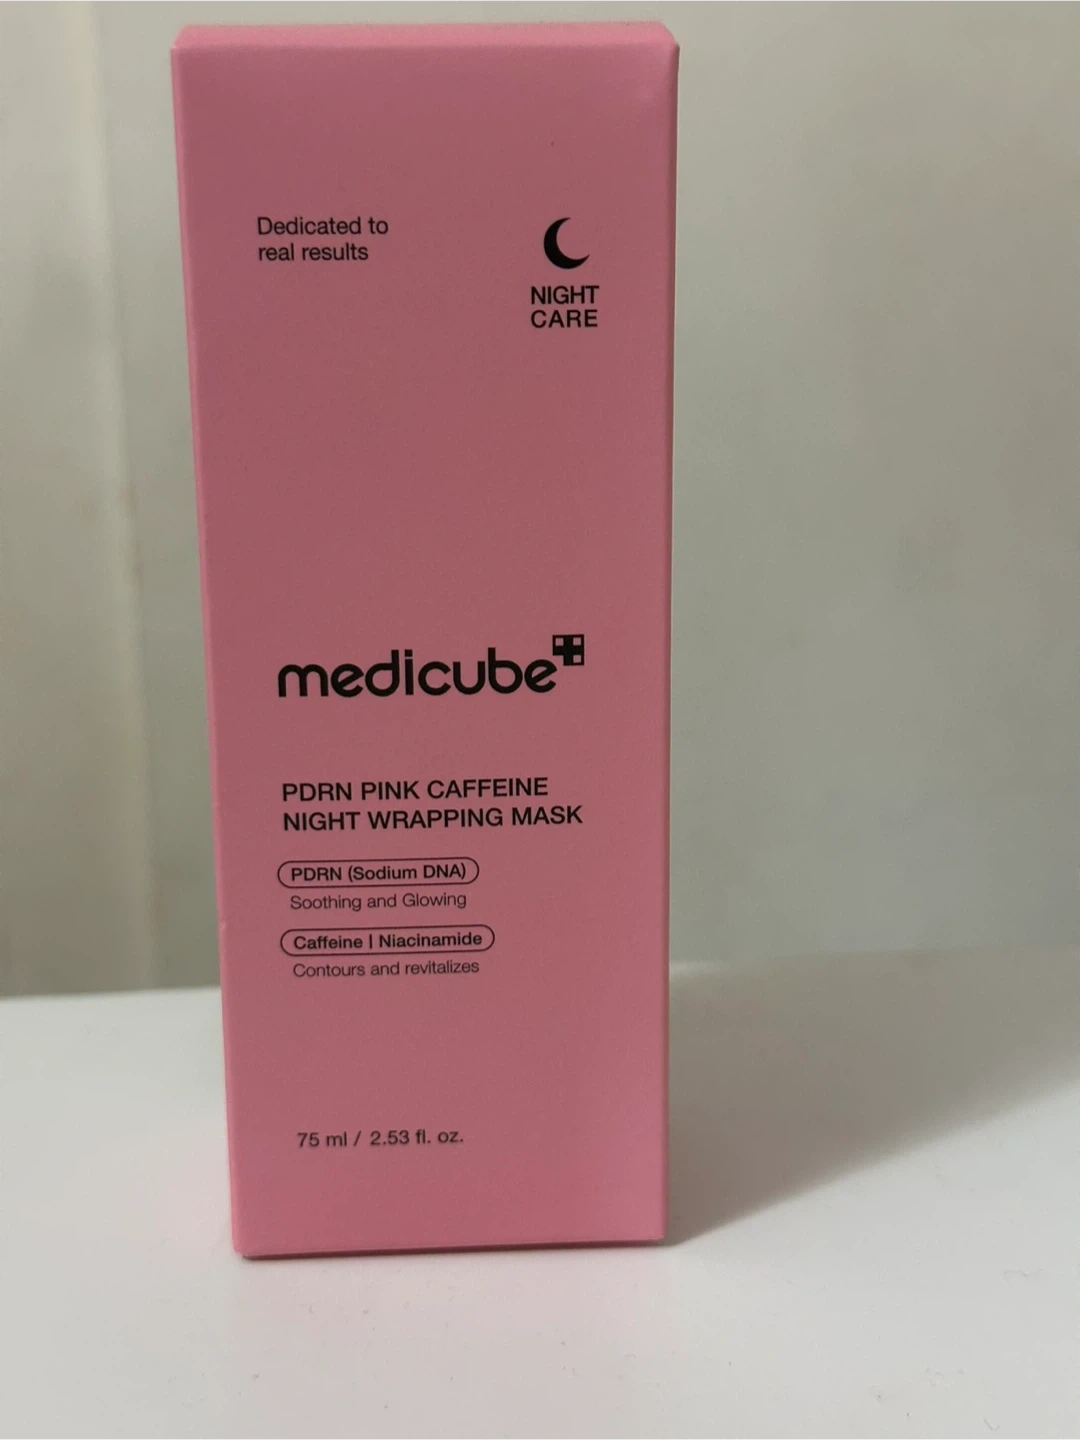 Dedicated to
real results
NIGHT
CARE
medicube
PDRN PINK CAFFEINE
NIGHT WRAPPING MASK
PDRN (Sodium DNA)
Soothing and Glowing
Caffeine | Niacinamide
Contours and revitalizes
75 ml / 2.53 fl. oz.